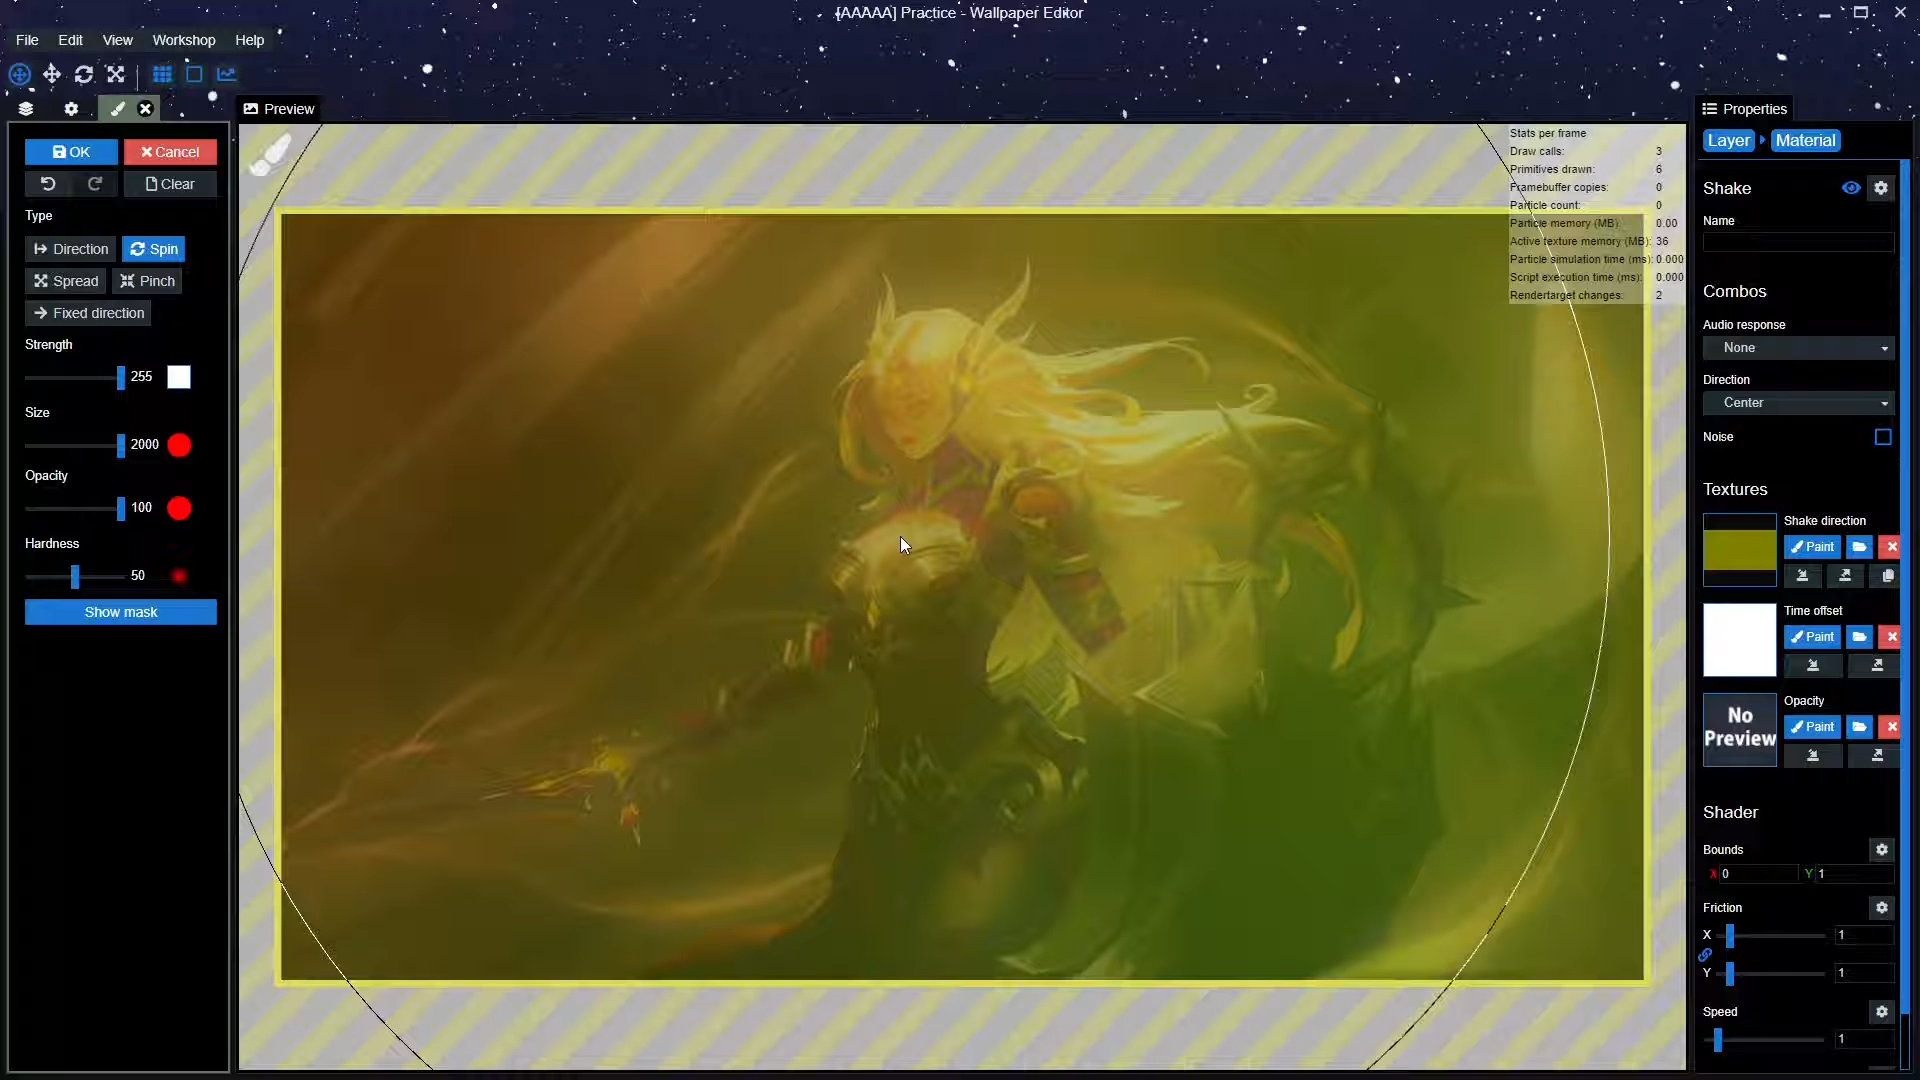 [AAAAA] Practice - Wallpaper Editor
File Edit View Workshop Help
Preview
Properties
OK Cancel
Clear
Type
Direction Spin
Spread Pinch
Fixed direction
Strength
255
Size
2000
Opacity
100
Hardness
50
Show mask
Stats per frame
Draw calls: 3
Primitives drawn: 6
Framebuffer copies: 0
Particle count: 0
Particle memory (MB): 0.00
Active texture memory (MB): 36
Particle simulation time (ms): 0.000
Script execution time (ms): 0.000
Rendertarget changes: 2
Layer Material
Shake
Name
Combos
Audio response
None
Direction
Center
Noise
Textures
Shake direction
Paint
Time offset
Paint
No Preview
Opacity
Paint
Shader
Bounds
X 0 Y 1
Friction
X 1
Y 1
Speed
1